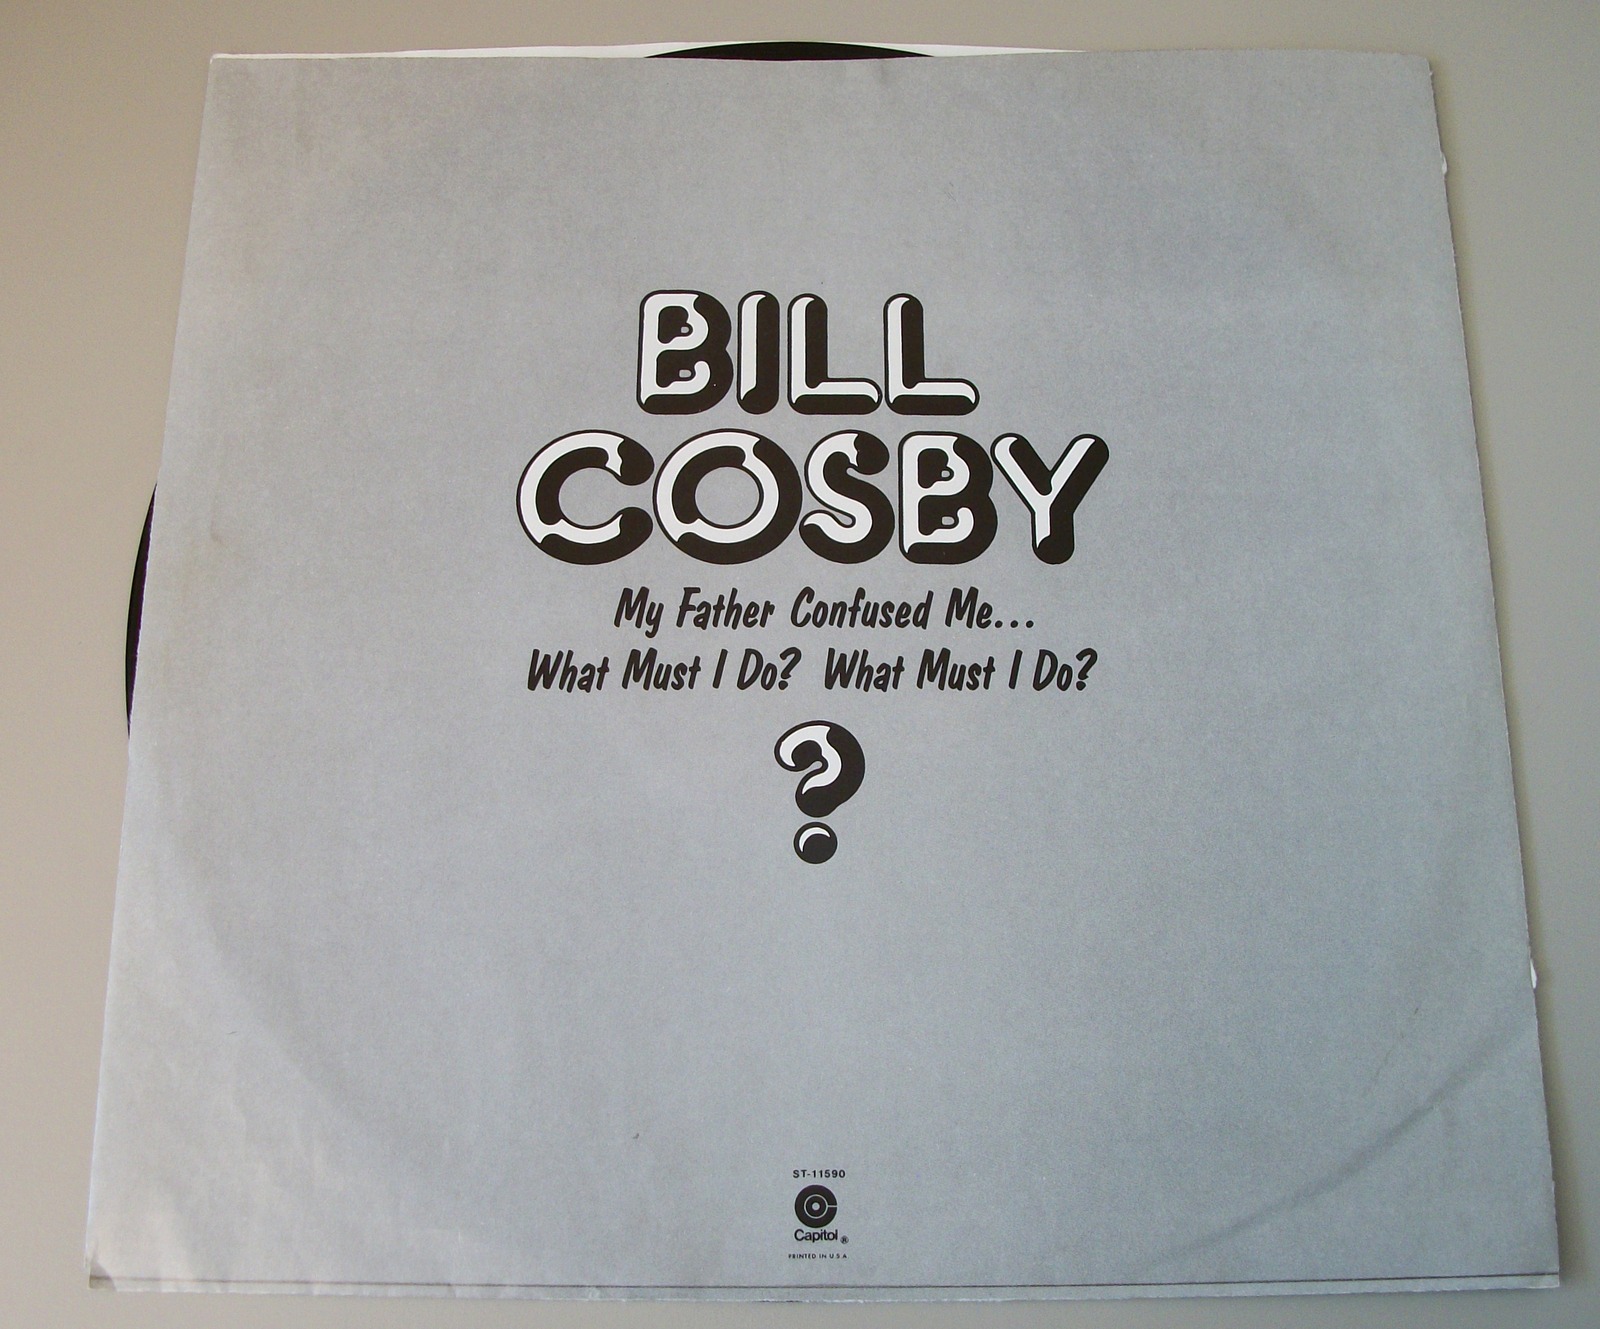 BILL
COSBY
My Father Confused Me...
What Must I Do? What Must I Do?
?
ST-11590
Capitol®
PRINTED IN U S A